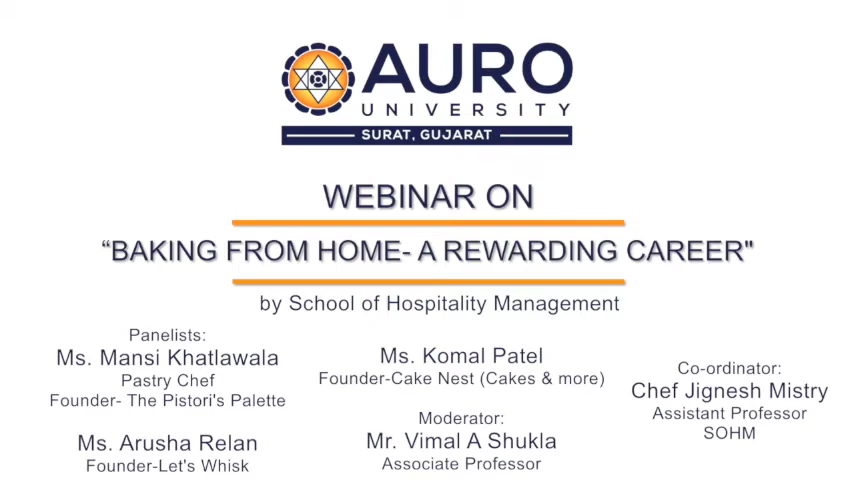 AURO
UNIVERSITY
SURAT, GUJARAT
WEBINAR ON
“BAKING FROM HOME- A REWARDING CAREER"
by School of Hospitality Management
Panelists:
Ms. Mansi Khatlawala
Pastry Chef
Founder- The Pistori's Palette
Ms. Arusha Relan
Founder-Let's Whisk
Ms. Komal Patel
Founder-Cake Nest (Cakes & more)
Moderator:
Mr. Vimal A Shukla
Associate Professor
Co-ordinator:
Chef Jignesh Mistry
Assistant Professor
SOHM